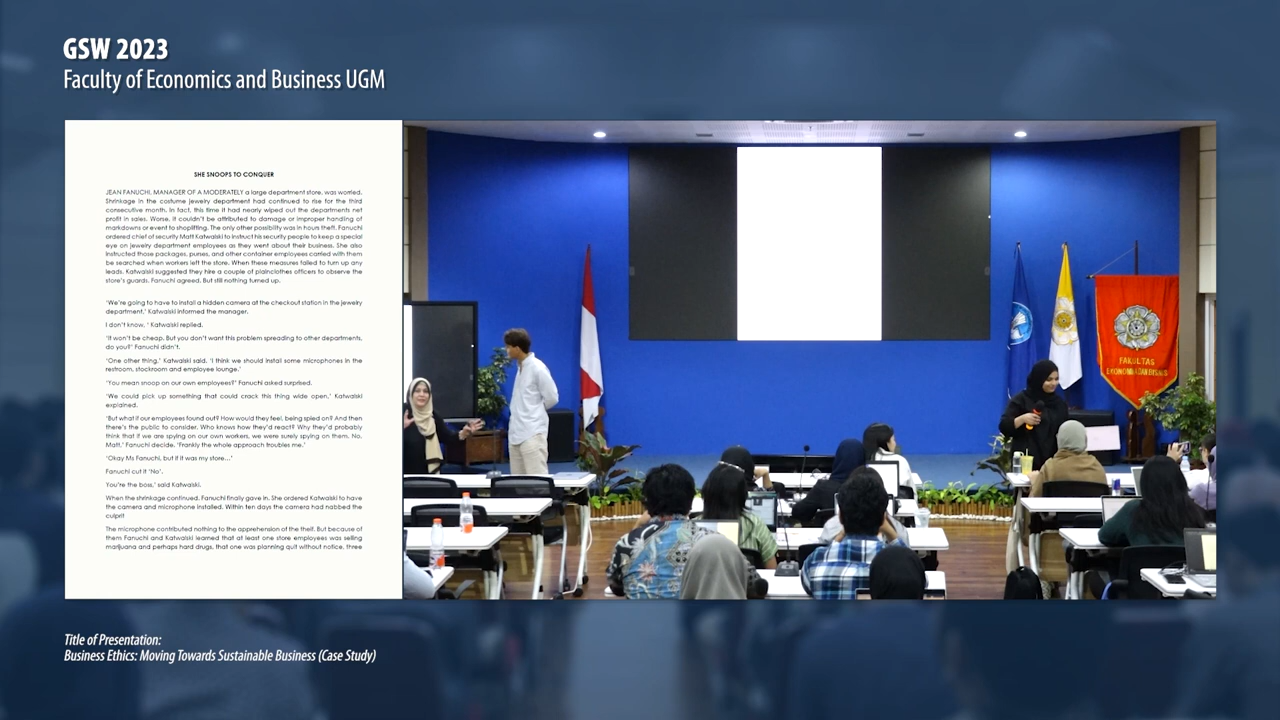 GSW 2023
Faculty of Economics and Business UGM
SHE SNOOPS TO CONQUER
JEAN FANUCHI, MANAGER OF A MODERATELY a large department store, was worried.
Shrinkage in the costume jewelry department had continued to rise for the third
consecutive month. In fact, this time it had nearly wiped out the departments net
profit in sales. Worse, it couldn't be attributed to damage or improper handling of
markdowns or event to shoplifting. The only other possibility was in hours theft. Fanuchi
ordered chief of security Matt Katwalski to instruct his security people to keep a special
eye on jewelry department employees as they went about their business. She also
instructed those packages, purses, and other container employees carried with them
be searched when workers left the store. When these measures failed to turn up any
leads, Katwalski suggested they hire a couple of plainclothes officers to observe the
store's guards. Fanuchi agreed. But still nothing turned up.
'We're going to have to install a hidden camera at the checkout station in the jewelry
department,' Katwalski informed the manager.
I don't know, ' Katwalski replied.
'It won't be cheap. But you don't want this problem spreading to other departments,
do you?' Fanuchi didn't.
'One other thing,' Katwalski said. 'I think we should install some microphones in the
restroom, stockroom and employee lounge.'
'You mean snoop on our own employees?' Fanuchi asked surprised.
'We could pick up something that could crack this thing wide open,' Katwalski
explained.
'But what if our employees found out? How would they feel, being spied on? And then
there's the public to consider. Who knows how they'd react? Why they'd probably
think that if we are spying on our own workers, we were surely spying on them. No,
Matt,' Fanuchi decide. 'Frankly the whole approach troubles me.'
'Okay Ms Fanuchi, but if it was my store...'
Fanuchi cut it 'No'.
You're the boss,' said Katwalski.
When the shrinkage continued, Fanuchi finally gave in. She ordered Katwalski to have
the camera and microphone installed. Within ten days the camera had nabbed the
culprit
The microphone contributed nothing to the apprehension of the theif. But because of
them Fanuchi and Katwalski learned that at least one store employees was selling
marijuana and perhaps hard drugs, that one was planning quit without notice, three
FAKULTAS
EKONOMIKA DAN BISNIS
Title of Presentation:
Business Ethics: Moving Towards Sustainable Business (Case Study)